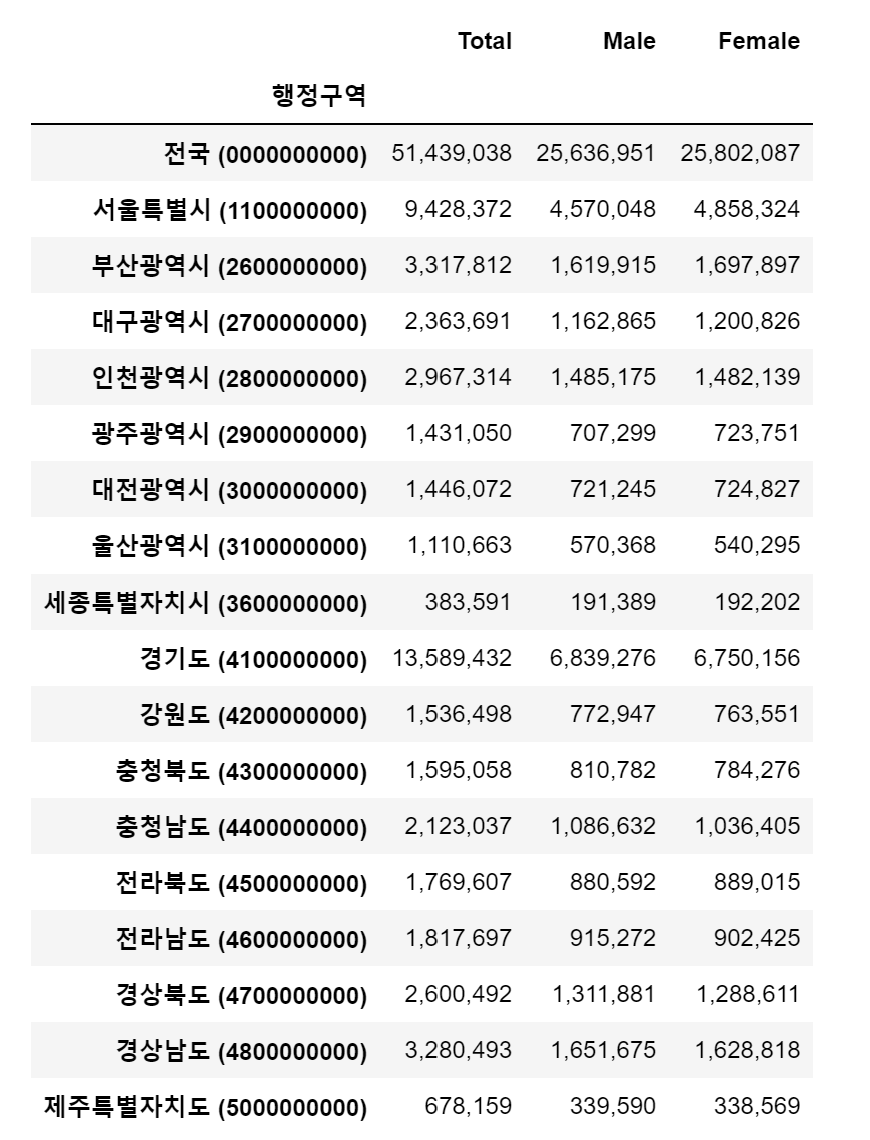 Total Male Female
행정구역
전국 (0000000000) 51,439,038 25,636,951 25,802,087
서울특별시 (1100000000) 9,428,372 4,570,048 4,858,324
부산광역시 (2600000000) 3,317,812 1,619,915 1,697,897
대구광역시 (2700000000) 2,363,691 1,162,865 1,200,826
인천광역시 (2800000000) 2,967,314 1,485,175 1,482,139
광주광역시 (2900000000) 1,431,050 707,299 723,751
대전광역시 (3000000000) 1,446,072 721,245 724,827
울산광역시 (3100000000) 1,110,663 570,368 540,295
세종특별자치시 (3600000000) 383,591 191,389 192,202
경기도 (4100000000) 13,589,432 6,839,276 6,750,156
강원도 (4200000000) 1,536,498 772,947 763,551
충청북도 (4300000000) 1,595,058 810,782 784,276
충청남도 (4400000000) 2,123,037 1,086,632 1,036,405
전라북도 (4500000000) 1,769,607 880,592 889,015
전라남도 (4600000000) 1,817,697 915,272 902,425
경상북도 (4700000000) 2,600,492 1,311,881 1,288,611
경상남도 (4800000000) 3,280,493 1,651,675 1,628,818
제주특별자치도 (5000000000) 678,159 339,590 338,569